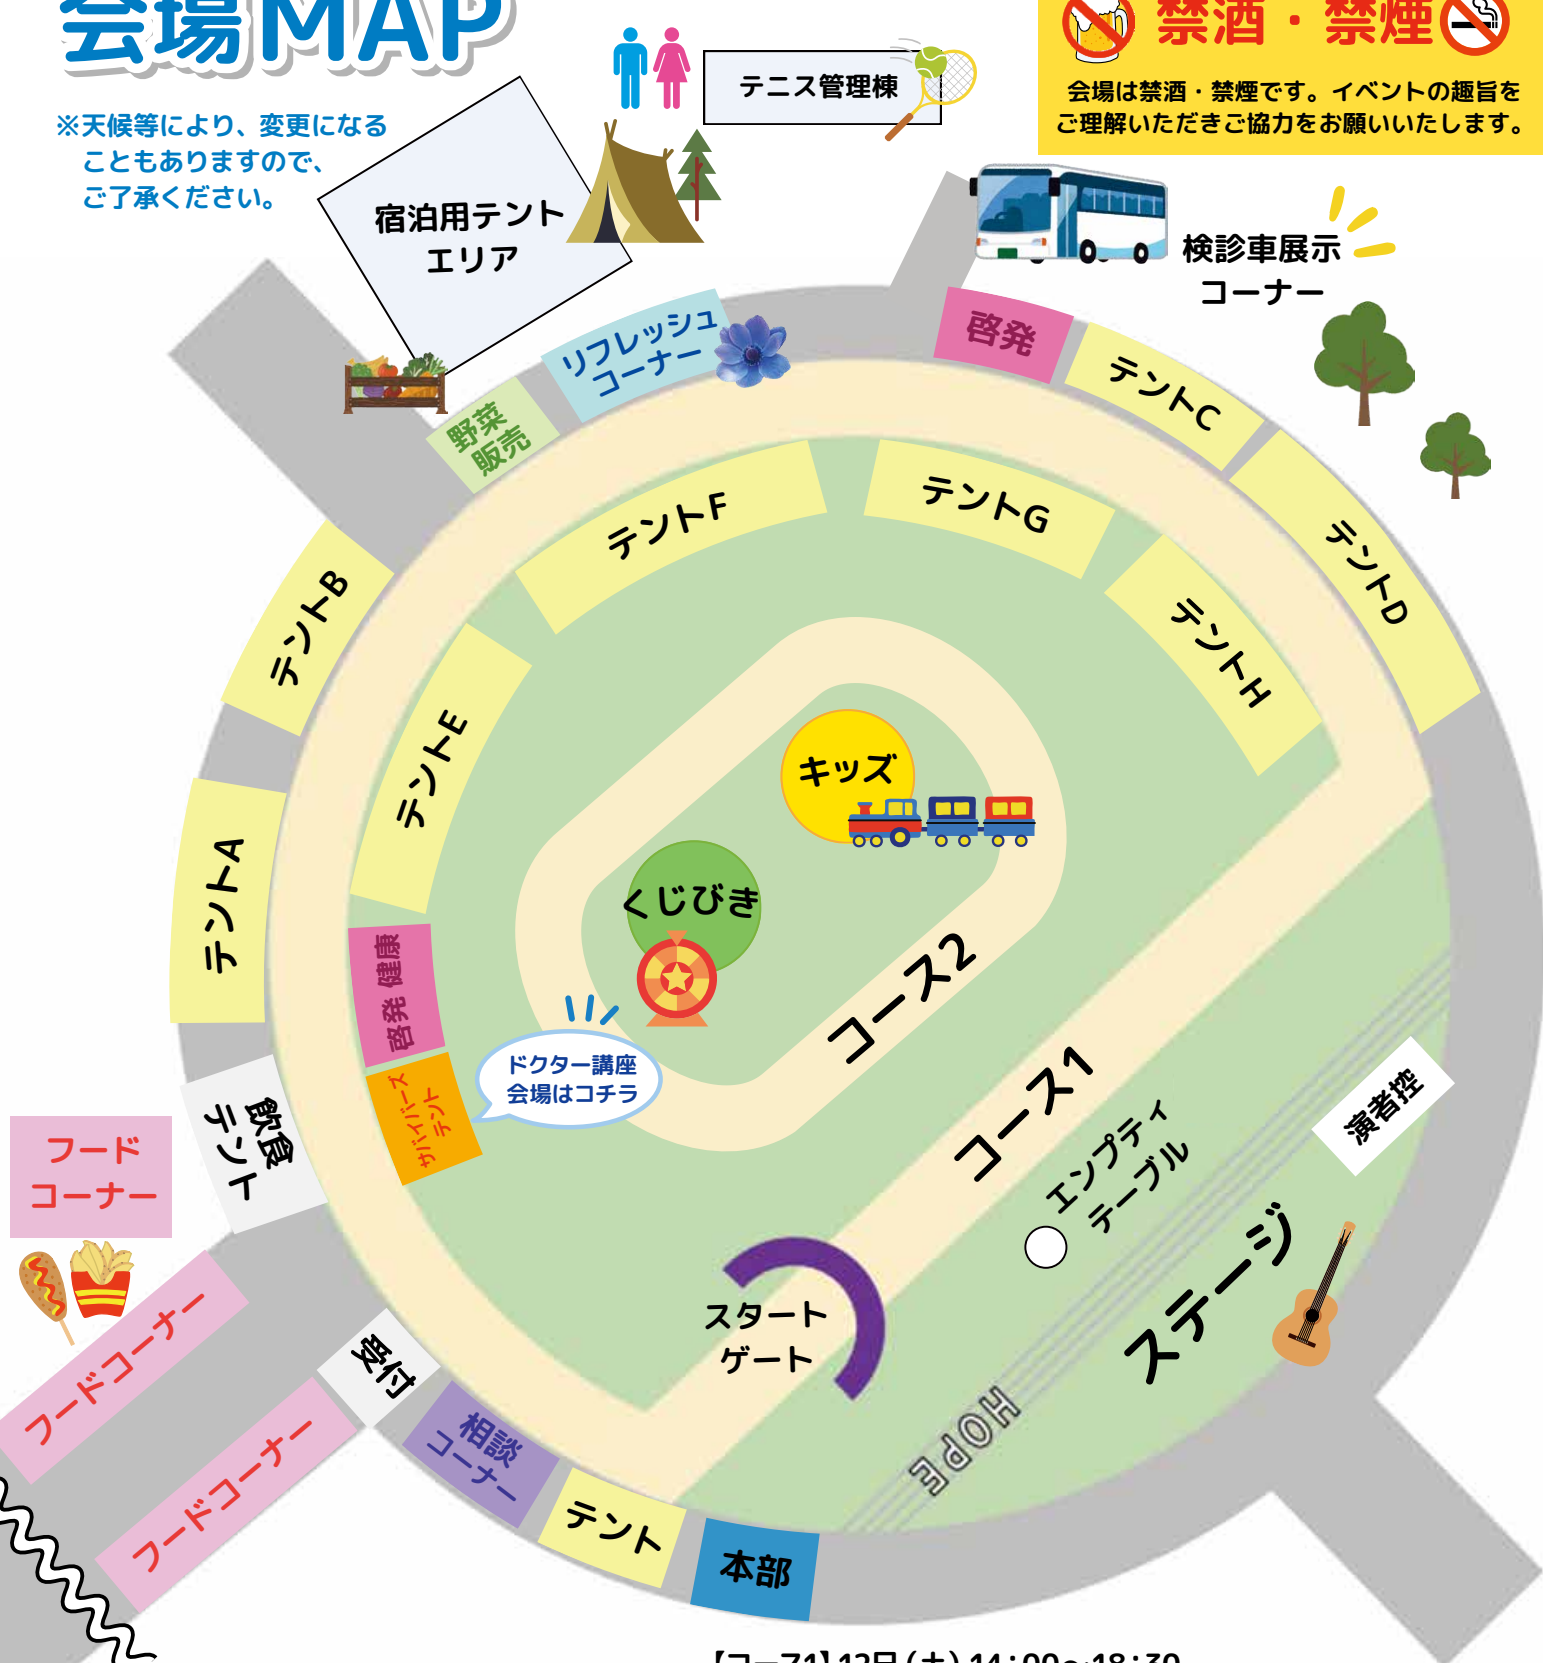 会場MAP
※天候等により、変更になる
こともありますので、
ご了承ください。
禁酒・禁煙
会場は禁酒・禁煙です。イベントの趣旨を
ご理解いただきご協力をお願いいたします。
テニス管理棟
宿泊用テント
エリア
検診車展示
コーナー
リフレッシュ
コーナー
野菜
販売
啓発
テントC
テントD
テントF
テントG
テントH
テントB
テントE
テントA
キッズ
くじびき
啓発 健康
サバイバーズ
テント
ドクター講座
会場はコチラ
コース2
コース1
エンプティ
テーブル
演者控
ステージ
飲食
テント
フード
コーナー
フードコーナー
フードコーナー
受付
相談
コーナー
テント
本部
スタート
ゲート
HOPE
【コース1】12日(土)14:00~18:30